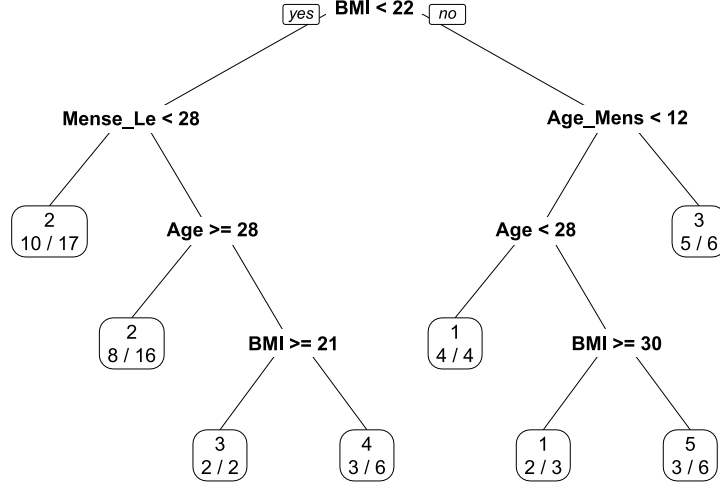 yes BMI < 22 no
Mense_Le < 28 Age_Mens < 12
2
10 / 17
Age >= 28 Age < 28
3
5 / 6
2
8 / 16
BMI >= 21
1
4 / 4
BMI >= 30
3
2 / 2
4
3 / 6
1
2 / 3
5
3 / 6